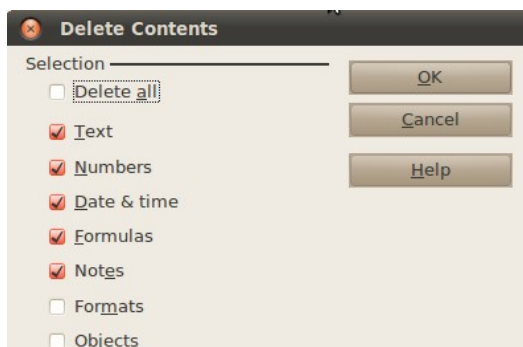 Delete Contents
Selection
Delete all
Text
Numbers
Date & time
Formulas
Notes
Formats
Objects
OK
Cancel
Help